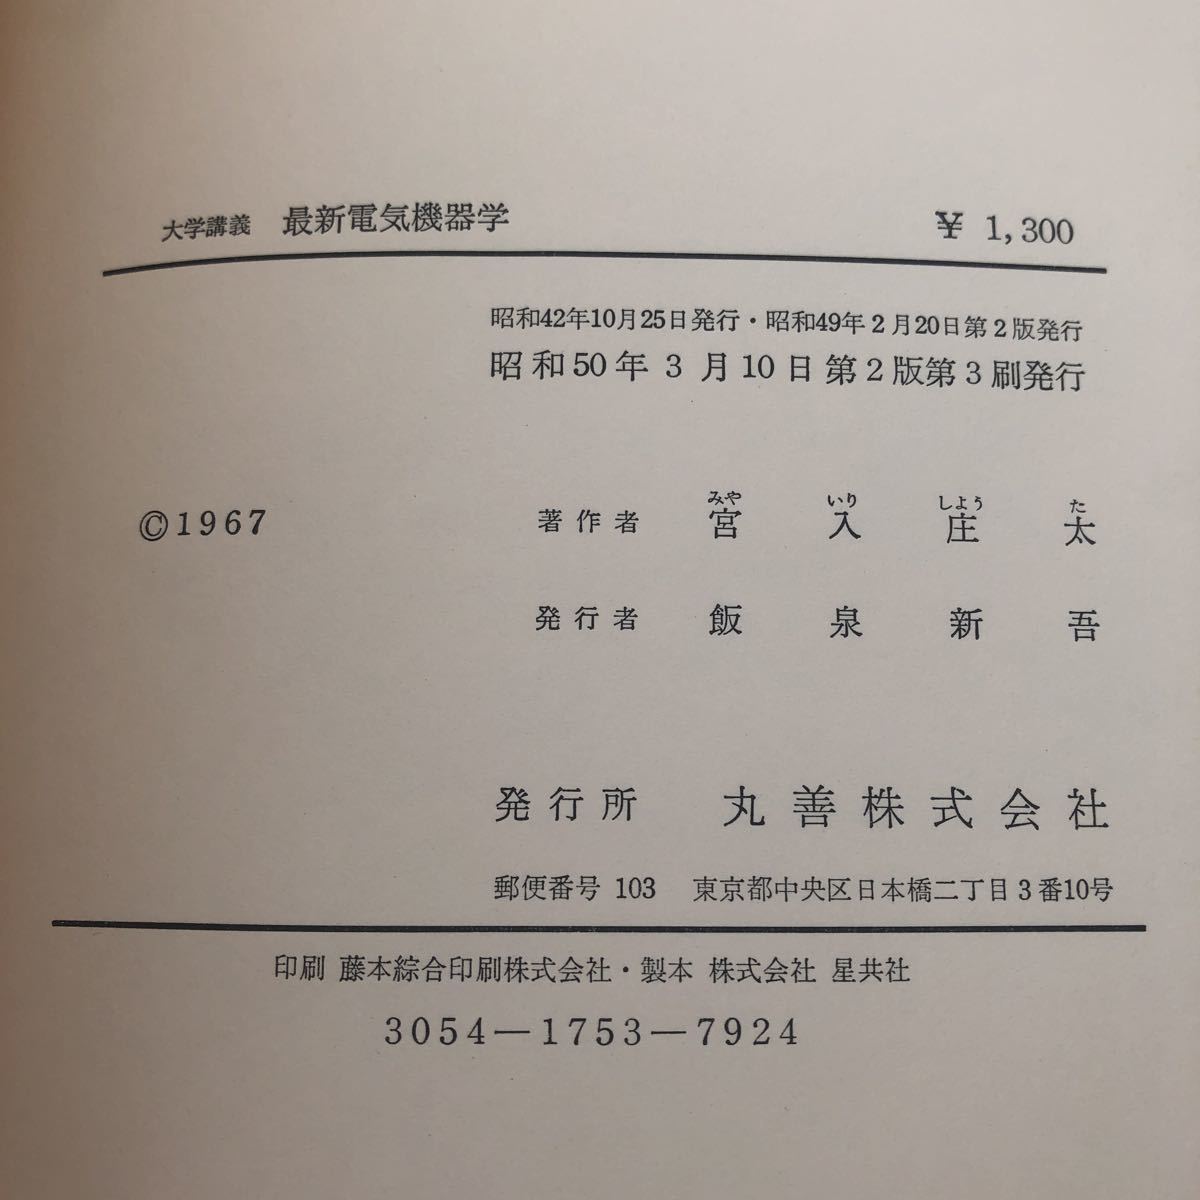 大学講義 最新電気機器学 ¥ 1,300
昭和42年10月25日発行・昭和49年2月20日第2版発行
昭和50年3月10日第2版第3刷発行
みや いり しよう た
©1967 著作者 宮入庄太
発行者 飯泉新吾
発行所 丸善株式会社
郵便番号 103 東京都中央区日本橋二丁目3番10号
印刷 藤本綜合印刷株式会社・製本 株式会社 星共社
3054—1753—7924